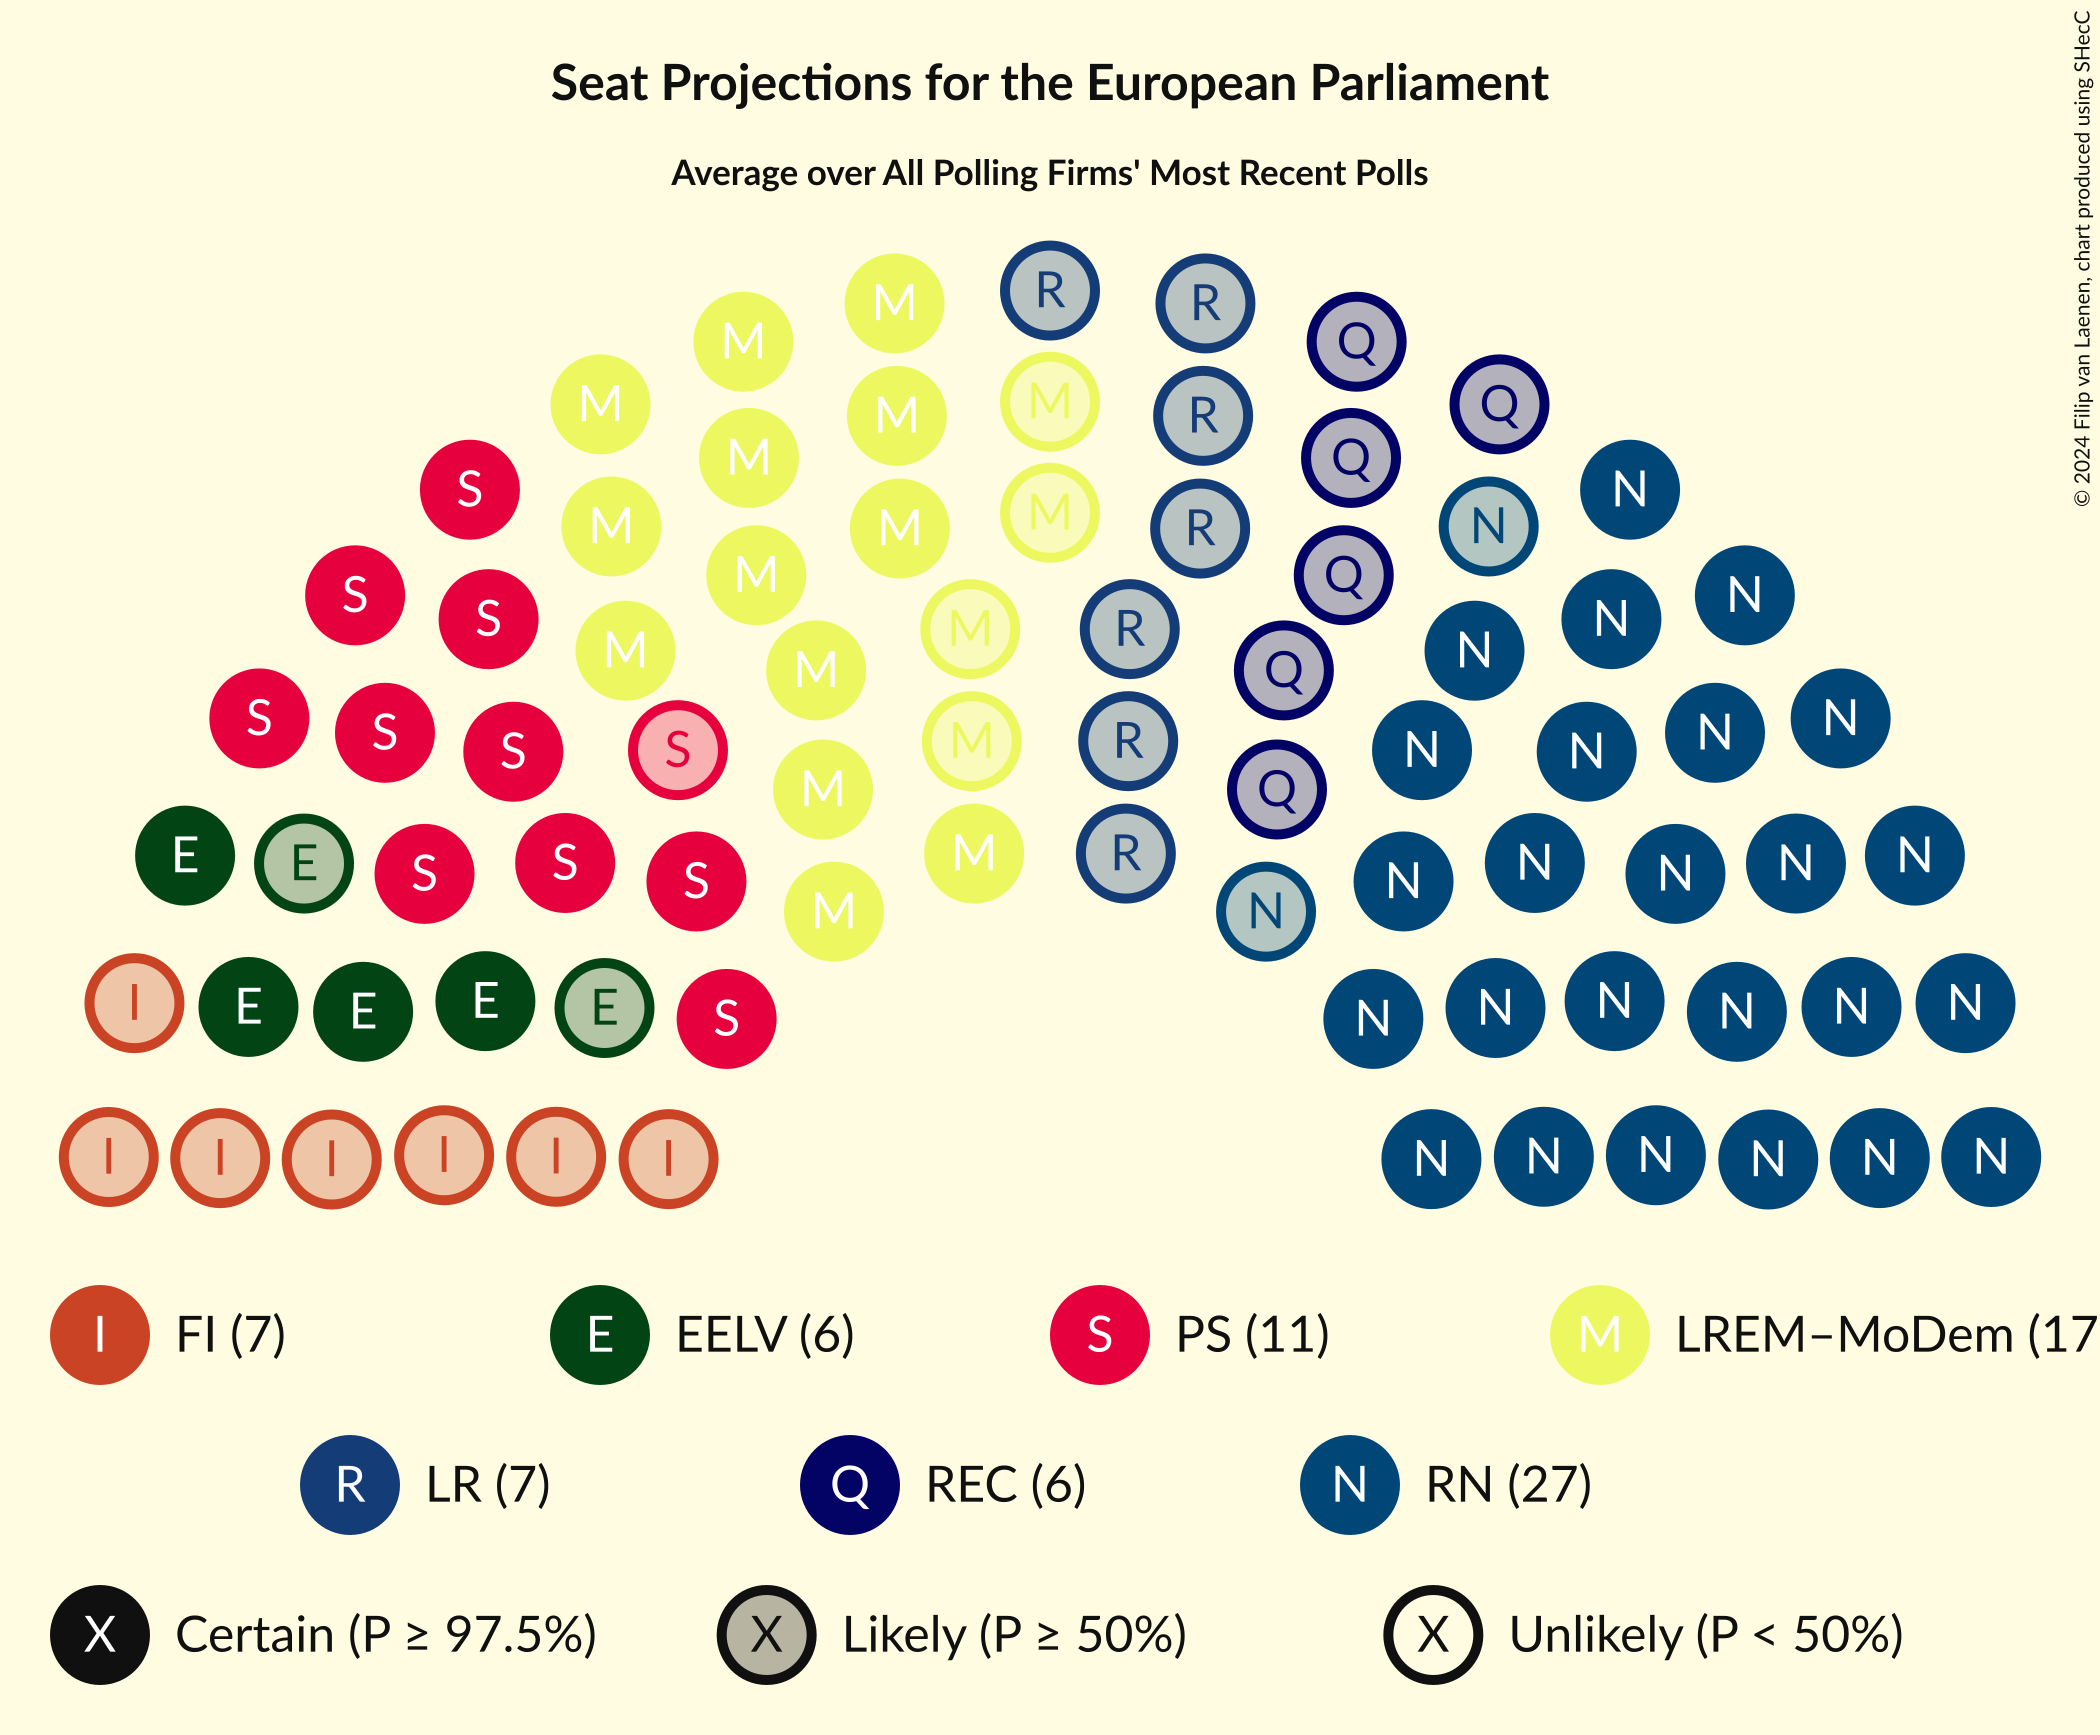 Seat Projections for the European Parliament
Average over All Polling Firms' Most Recent Polls
© 2024 Filip van Laenen, chart produced using SHecC
M R R Q
M Q
M
M M R
M Q
S N N
M M M R
M Q
S N
S M R N
M Q N
S S S S M M R Q N N N N
E E S S S M M R N N N N N N
M
I E E E E S N N N N N N
I I I I I I N N N N N N
I FI (7) E EELV (6) S PS (11) M LREM–MoDem (17
R LR (7) Q REC (6) N RN (27)
X Certain (P ≥ 97.5%) X Likely (P ≥ 50%) X Unlikely (P < 50%)